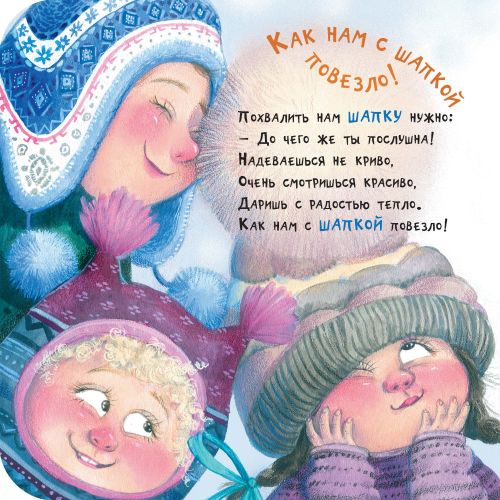 Как нам с шапкой
повезло!
Похвалить нам ШАПКУ нужно:
– До чего же ты послушна!
Надеваешься не криво,
Очень смотришься красиво,
Даришь с радостью тепло.
Как нам с ШАПКОЙ повезло!